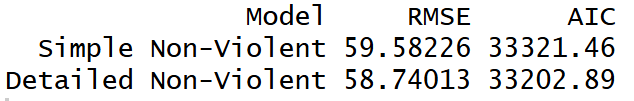 Model RMSE AIC
Simple Non-Violent 59.58226 33321.46
Detailed Non-Violent 58.74013 33202.89